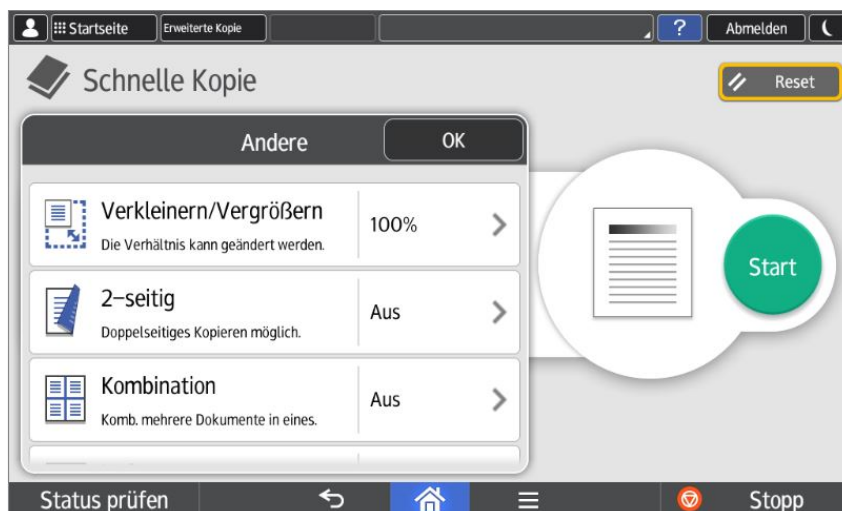 Startseite
Erweiterte Kopie
?
Abmelden
Schnelle Kopie
Reset
Andere
OK
Verkleinern/Vergrößern
Die Verhältnis kann geändert werden.
100%
2-seitig
Doppelseitiges Kopieren möglich.
Aus
Kombination
Komb. mehrere Dokumente in eines.
Aus
Start
Status prüfen
Stopp